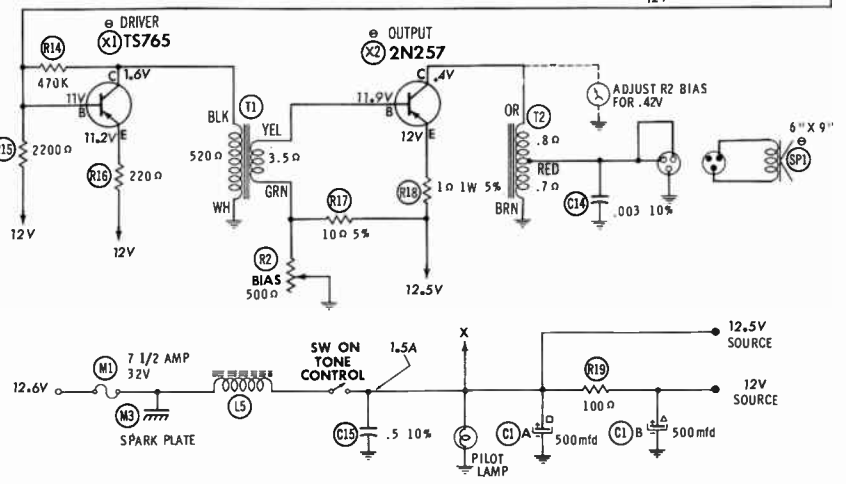 ⊖ DRIVER
X1 TS765
R14
470K
C 1.6V
11V
B
11.2V
E
2200Ω
R16 220Ω
12V
12V
BLK
T1
520Ω
WH
YEL
3.5Ω
GRN
⊖ OUTPUT
X2 2N257
C .4V
11.9V
B
12V
E
R18 1Ω 1W 5%
R17
10Ω 5%
R2
BIAS
500Ω
12.5V
OR
T2
.8Ω
RED
.7Ω
BRN
ADJUST R2 BIAS
FOR .42V
C14
.003 10%
6" X 9"
⊖
SP1
12.6V
M1
7 1/2 AMP
32V
M3
SPARK PLATE
L5
SW ON
TONE
CONTROL
1.5A
C15 .5 10%
X
PILOT
LAMP
C1 A
500mfd
R19
100Ω
C1 B
500mfd
12.5V
SOURCE
12V
SOURCE